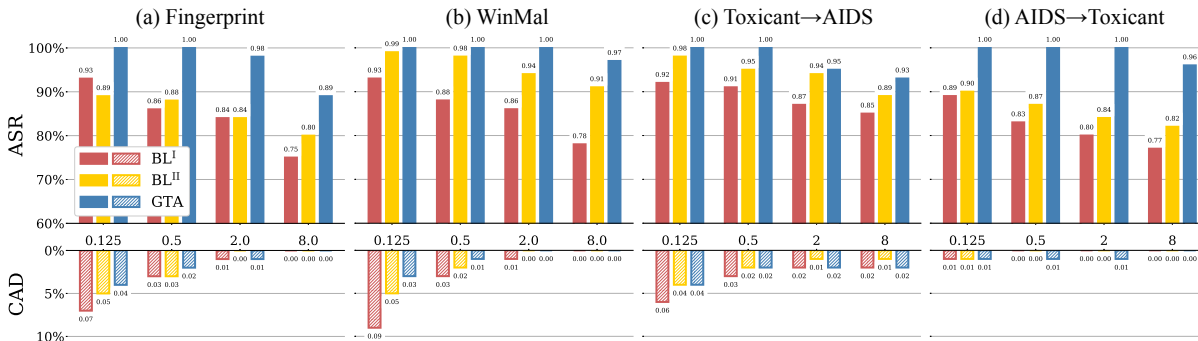 (a) Fingerprint
(b) WinMal
(c) Toxicant→AIDS
(d) AIDS→Toxicant
ASR
100%
90%
80%
70%
60%
0.93 0.89 1.00 0.86 0.88 1.00 0.84 0.84 0.98 0.75 0.80 0.89
BL^I
BL^II
GTA
0.93 0.99 1.00 0.88 0.98 1.00 0.86 0.94 1.00 0.78 0.91 0.97
0.92 0.98 1.00 0.91 0.95 1.00 0.87 0.94 0.95 0.85 0.89 0.93
0.89 0.90 1.00 0.83 0.87 1.00 0.80 0.84 1.00 0.77 0.82 0.96
0.125 0.5 2.0 8.0
0.125 0.5 2.0 8.0
0.125 0.5 2 8
0.125 0.5 2 8
CAD
0%
5%
10%
0.07 0.05 0.04 0.03 0.03 0.02 0.01 0.00 0.01 0.00 0.00 0.00
0.09 0.05 0.03 0.03 0.02 0.01 0.01 0.00 0.00 0.00 0.00 0.00
0.06 0.04 0.04 0.03 0.02 0.02 0.02 0.01 0.02 0.02 0.01 0.02
0.01 0.01 0.01 0.00 0.00 0.01 0.00 0.00 0.01 0.00 0.00 0.00